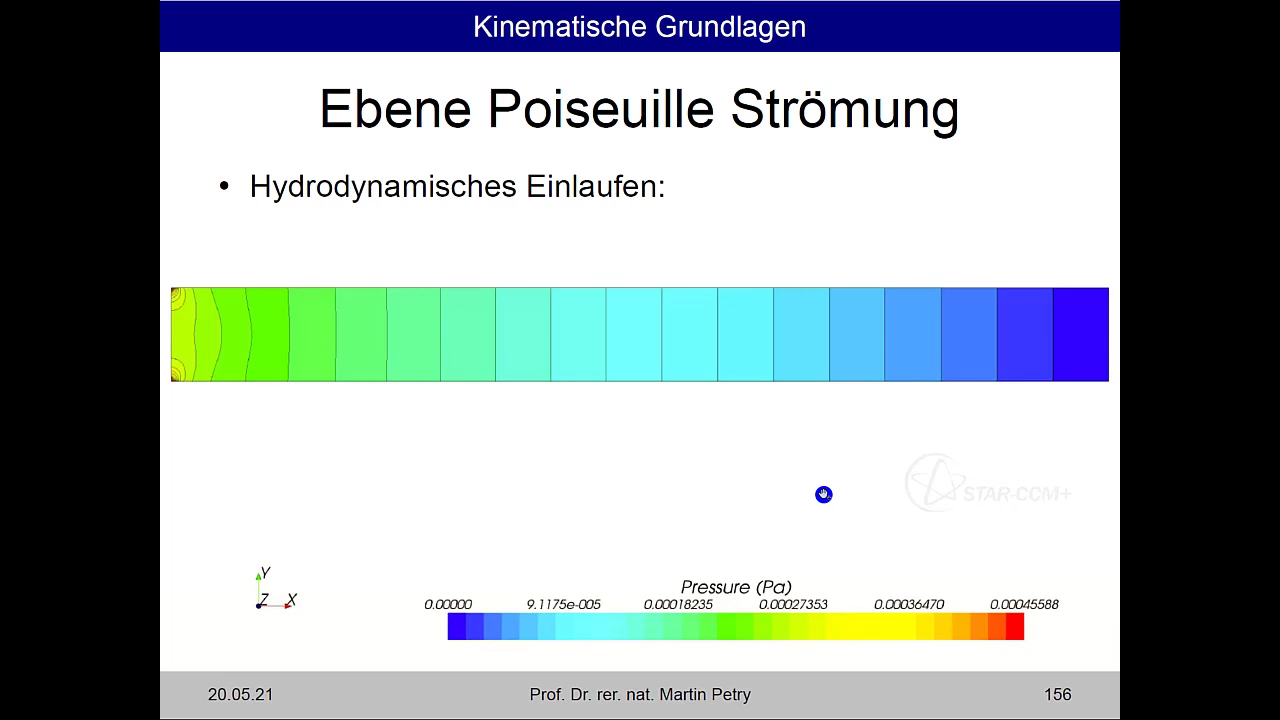 Kinematische Grundlagen
Ebene Poiseuille Strömung
• Hydrodynamisches Einlaufen:
STAR-CCM+
Y
Z X
Pressure (Pa)
0.00000 9.1175e-005 0.00018235 0.00027353 0.00036470 0.00045588
20.05.21 Prof. Dr. rer. nat. Martin Petry 156